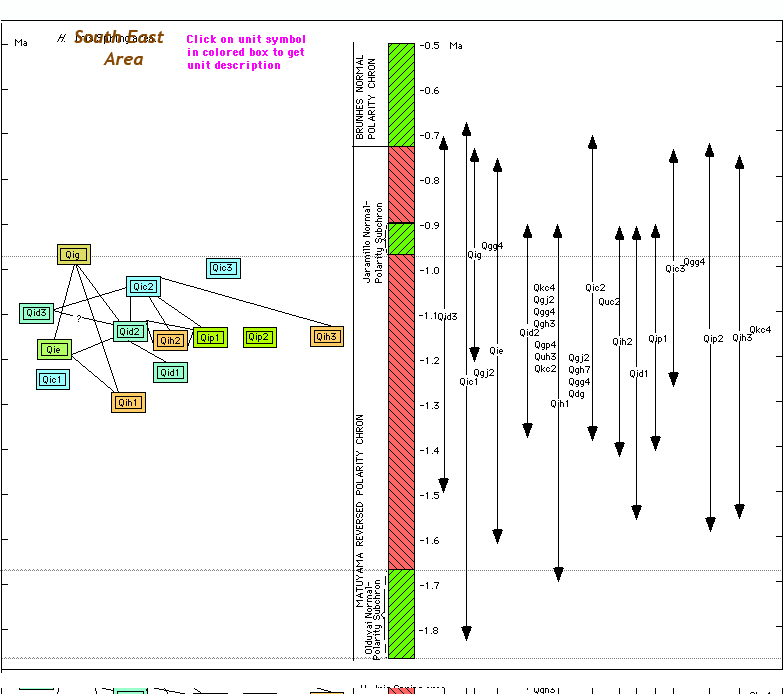 Ma
South East
Area
Click on unit symbol
in colored box to get
unit description
BRUNHES NORMAL
POLARITY CHRON
-0.5
Ma
-0.6
-0.7
-0.8
-0.9
-1.0
-1.10
-1.2
-1.3
-1.4
-1.5
-1.6
-1.7
-1.8
Jaramillo Normal-
Polarity Subchron
MATUYAMA REVERSED POLARITY CHRON
Olduvai Normal-
Polarity Subchron
Qig
Qic3
Qic2
Qid3
?
Qid2
Qih2
Qip1
Qip2
Qih3
Qie
Qic1
Qid1
Qih1
Qig
Qgg4
Qic3
Qgg4
Qkc4
Qgj2
Qgg4
Qgh3
Qic2
Quc2
Qid3
Qid2
Qgp4
Quh3
Qkc2
Qih2
Qip1
Qip2
Qih3
Qkc4
Qie
Qgj2
Qgh7
Qgg4
Qdg
Qic1
Qgj2
Qid1
Qih1
Qgh3